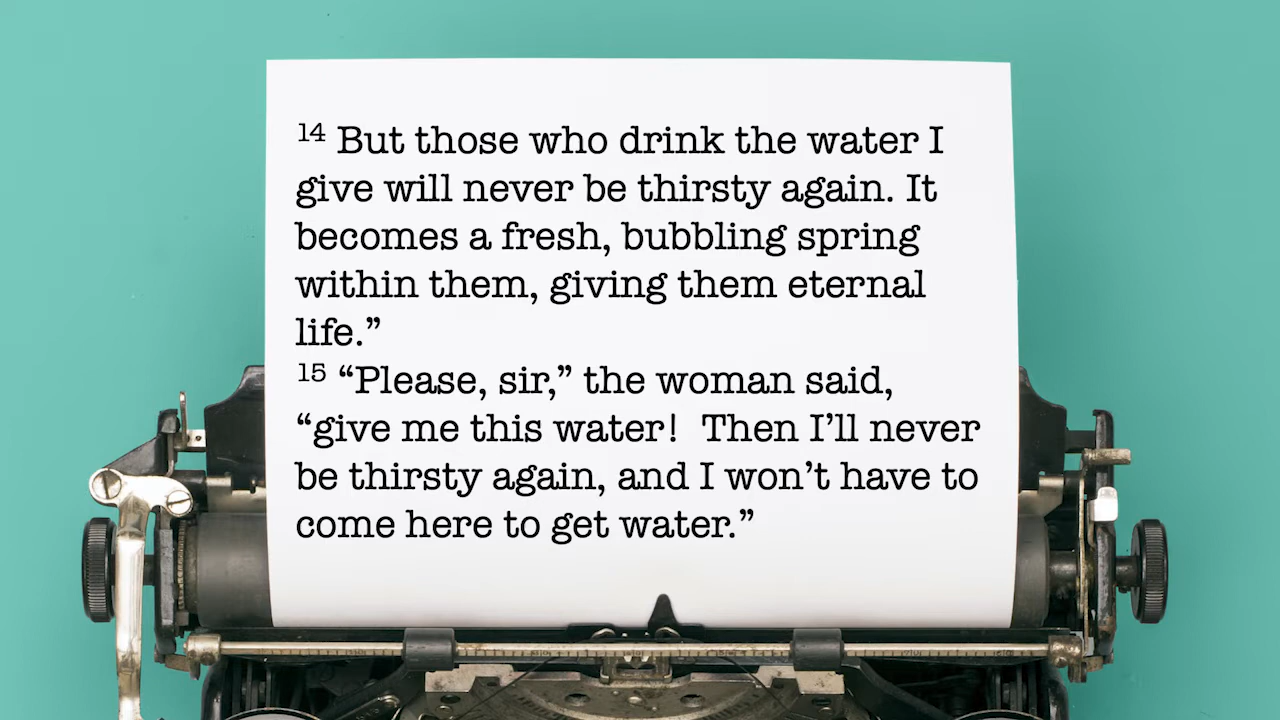 14 But those who drink the water I
give will never be thirsty again. It
becomes a fresh, bubbling spring
within them, giving them eternal
life.”
15 “Please, sir,” the woman said,
“give me this water!  Then I’ll never
be thirsty again, and I won’t have to
come here to get water.”